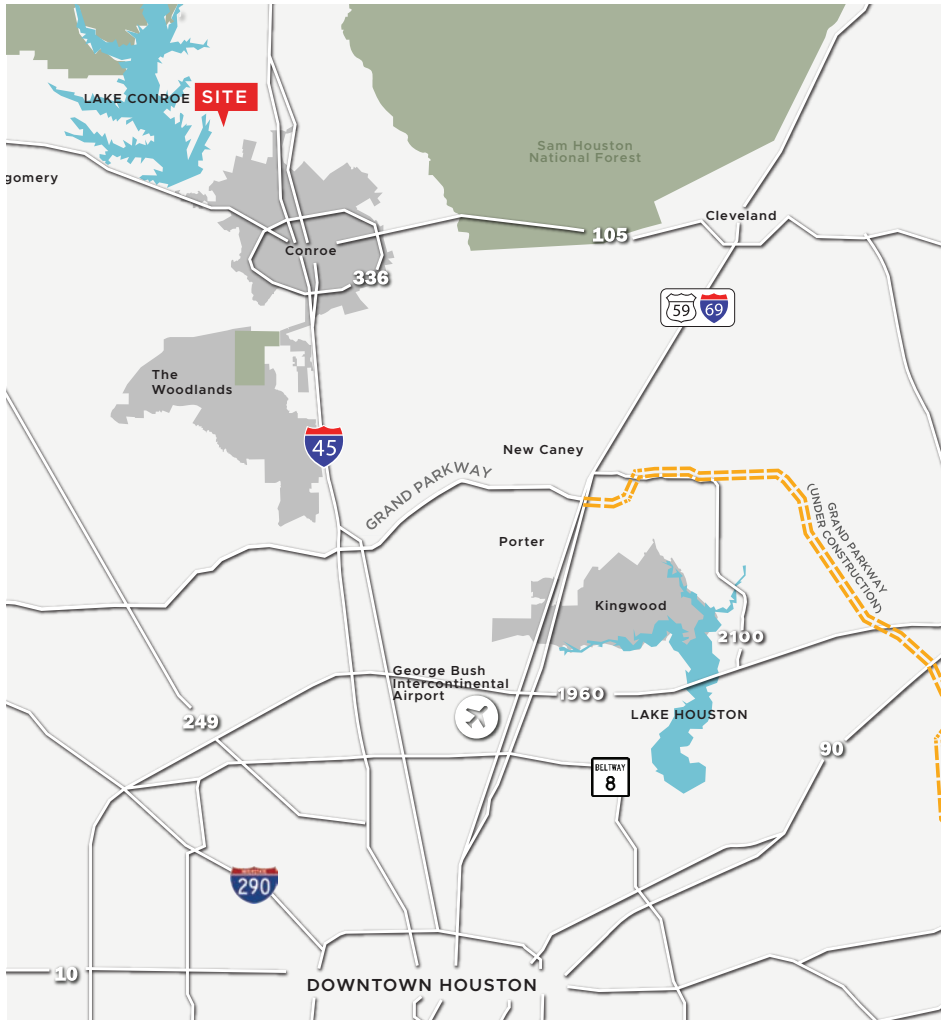 LAKE CONROE
SITE
Sam Houston
National Forest
gomery
Cleveland
105
Conroe
336
59
69
The
Woodlands
45
New Caney
GRAND PARKWAY
GRAND PARKWAY
(UNDER CONSTRUCTION)
Porter
Kingwood
2100
George Bush
Intercontinental
Airport
1960
LAKE HOUSTON
249
90
BELTWAY
8
INTERSTATE
290
10
DOWNTOWN HOUSTON